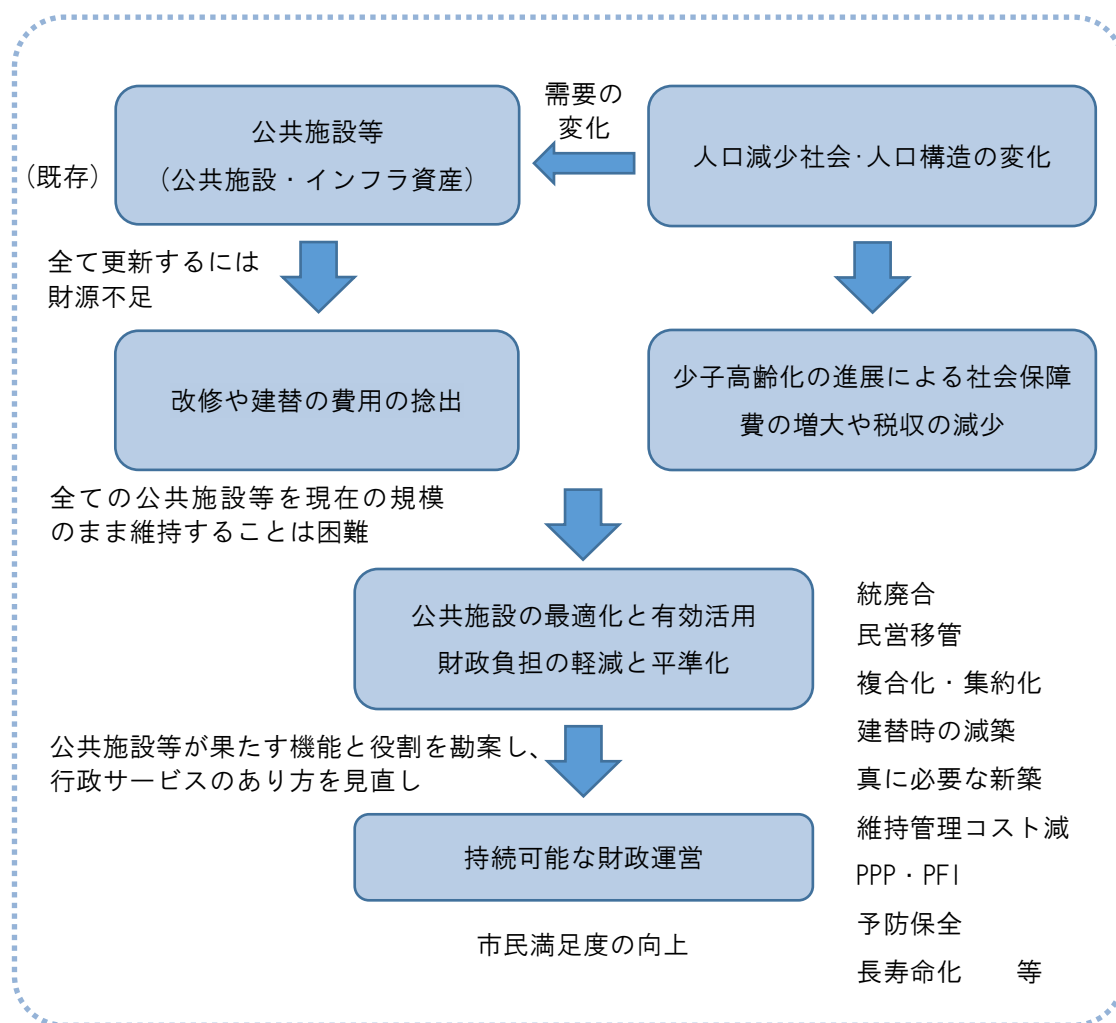 需要の
変化
公共施設等
(公共施設・インフラ資産)
(既存)
人口減少社会･人口構造の変化
全て更新するには
財源不足
改修や建替の費用の捻出
少子高齢化の進展による社会保障
費の増大や税収の減少
全ての公共施設等を現在の規模
のまま維持することは困難
公共施設の最適化と有効活用
財政負担の軽減と平準化
公共施設等が果たす機能と役割を勘案し、
行政サービスのあり方を見直し
持続可能な財政運営
市民満足度の向上
統廃合
民営移管
複合化・集約化
建替時の減築
真に必要な新築
維持管理コスト減
PPP・PFI
予防保全
長寿命化　　等